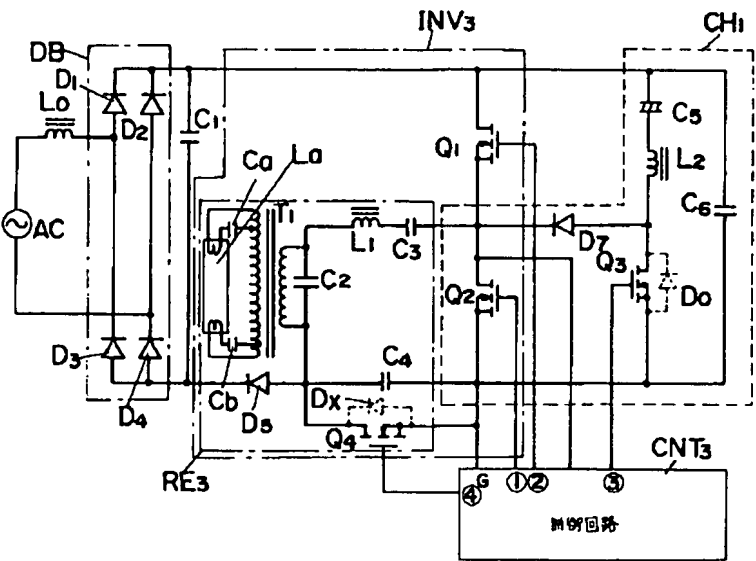 INV3
CH1
DB
D1
L0
D2
C1
Ca
La
Q1
C5
L2
C6
AC
T1
L1
C3
D7
Q3
D0
C2
Q2
D3
D4
Cb
D5
C4
Dx
Q4
RE3
CNT3
④
G
①
②
③
制御回路